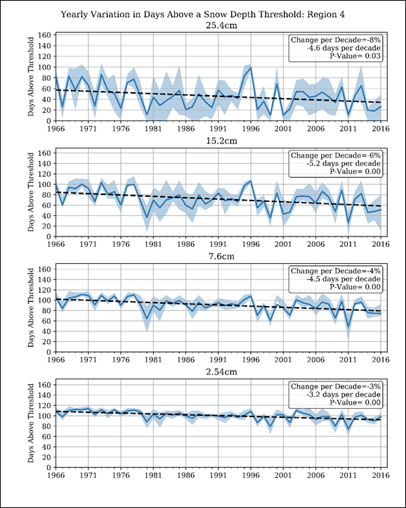 Yearly Variation in Days Above a Snow Depth Threshold: Region 4
25.4cm
Days Above Threshold
160
140
120
100
80
60
40
20
0
Change per Decade=-8%
-4.6 days per decade
P-Value= 0.03
1966 1971 1976 1981 1986 1991 1996 2001 2006 2011 2016
15.2cm
Days Above Threshold
160
140
120
100
80
60
40
20
0
Change per Decade=-6%
-5.2 days per decade
P-Value= 0.00
1966 1971 1976 1981 1986 1991 1996 2001 2006 2011 2016
7.6cm
Days Above Threshold
160
140
120
100
80
60
40
20
0
Change per Decade=-4%
-4.5 days per decade
P-Value= 0.00
1966 1971 1976 1981 1986 1991 1996 2001 2006 2011 2016
2.54cm
Days Above Threshold
160
140
120
100
80
60
40
20
0
Change per Decade=-3%
-3.2 days per decade
P-Value= 0.00
1966 1971 1976 1981 1986 1991 1996 2001 2006 2011 2016